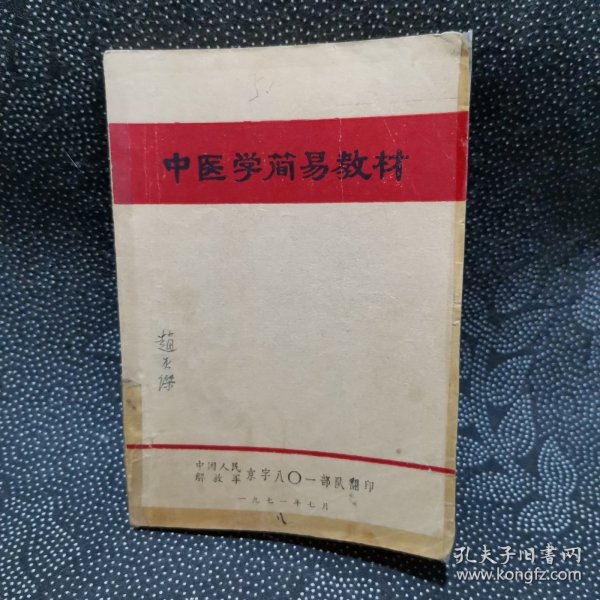 中医学简易教材
趙
傑
中国人民
解放军
京字八〇一部队翻印
一九七一年七月
孔夫子旧书网
www.kongfz.com